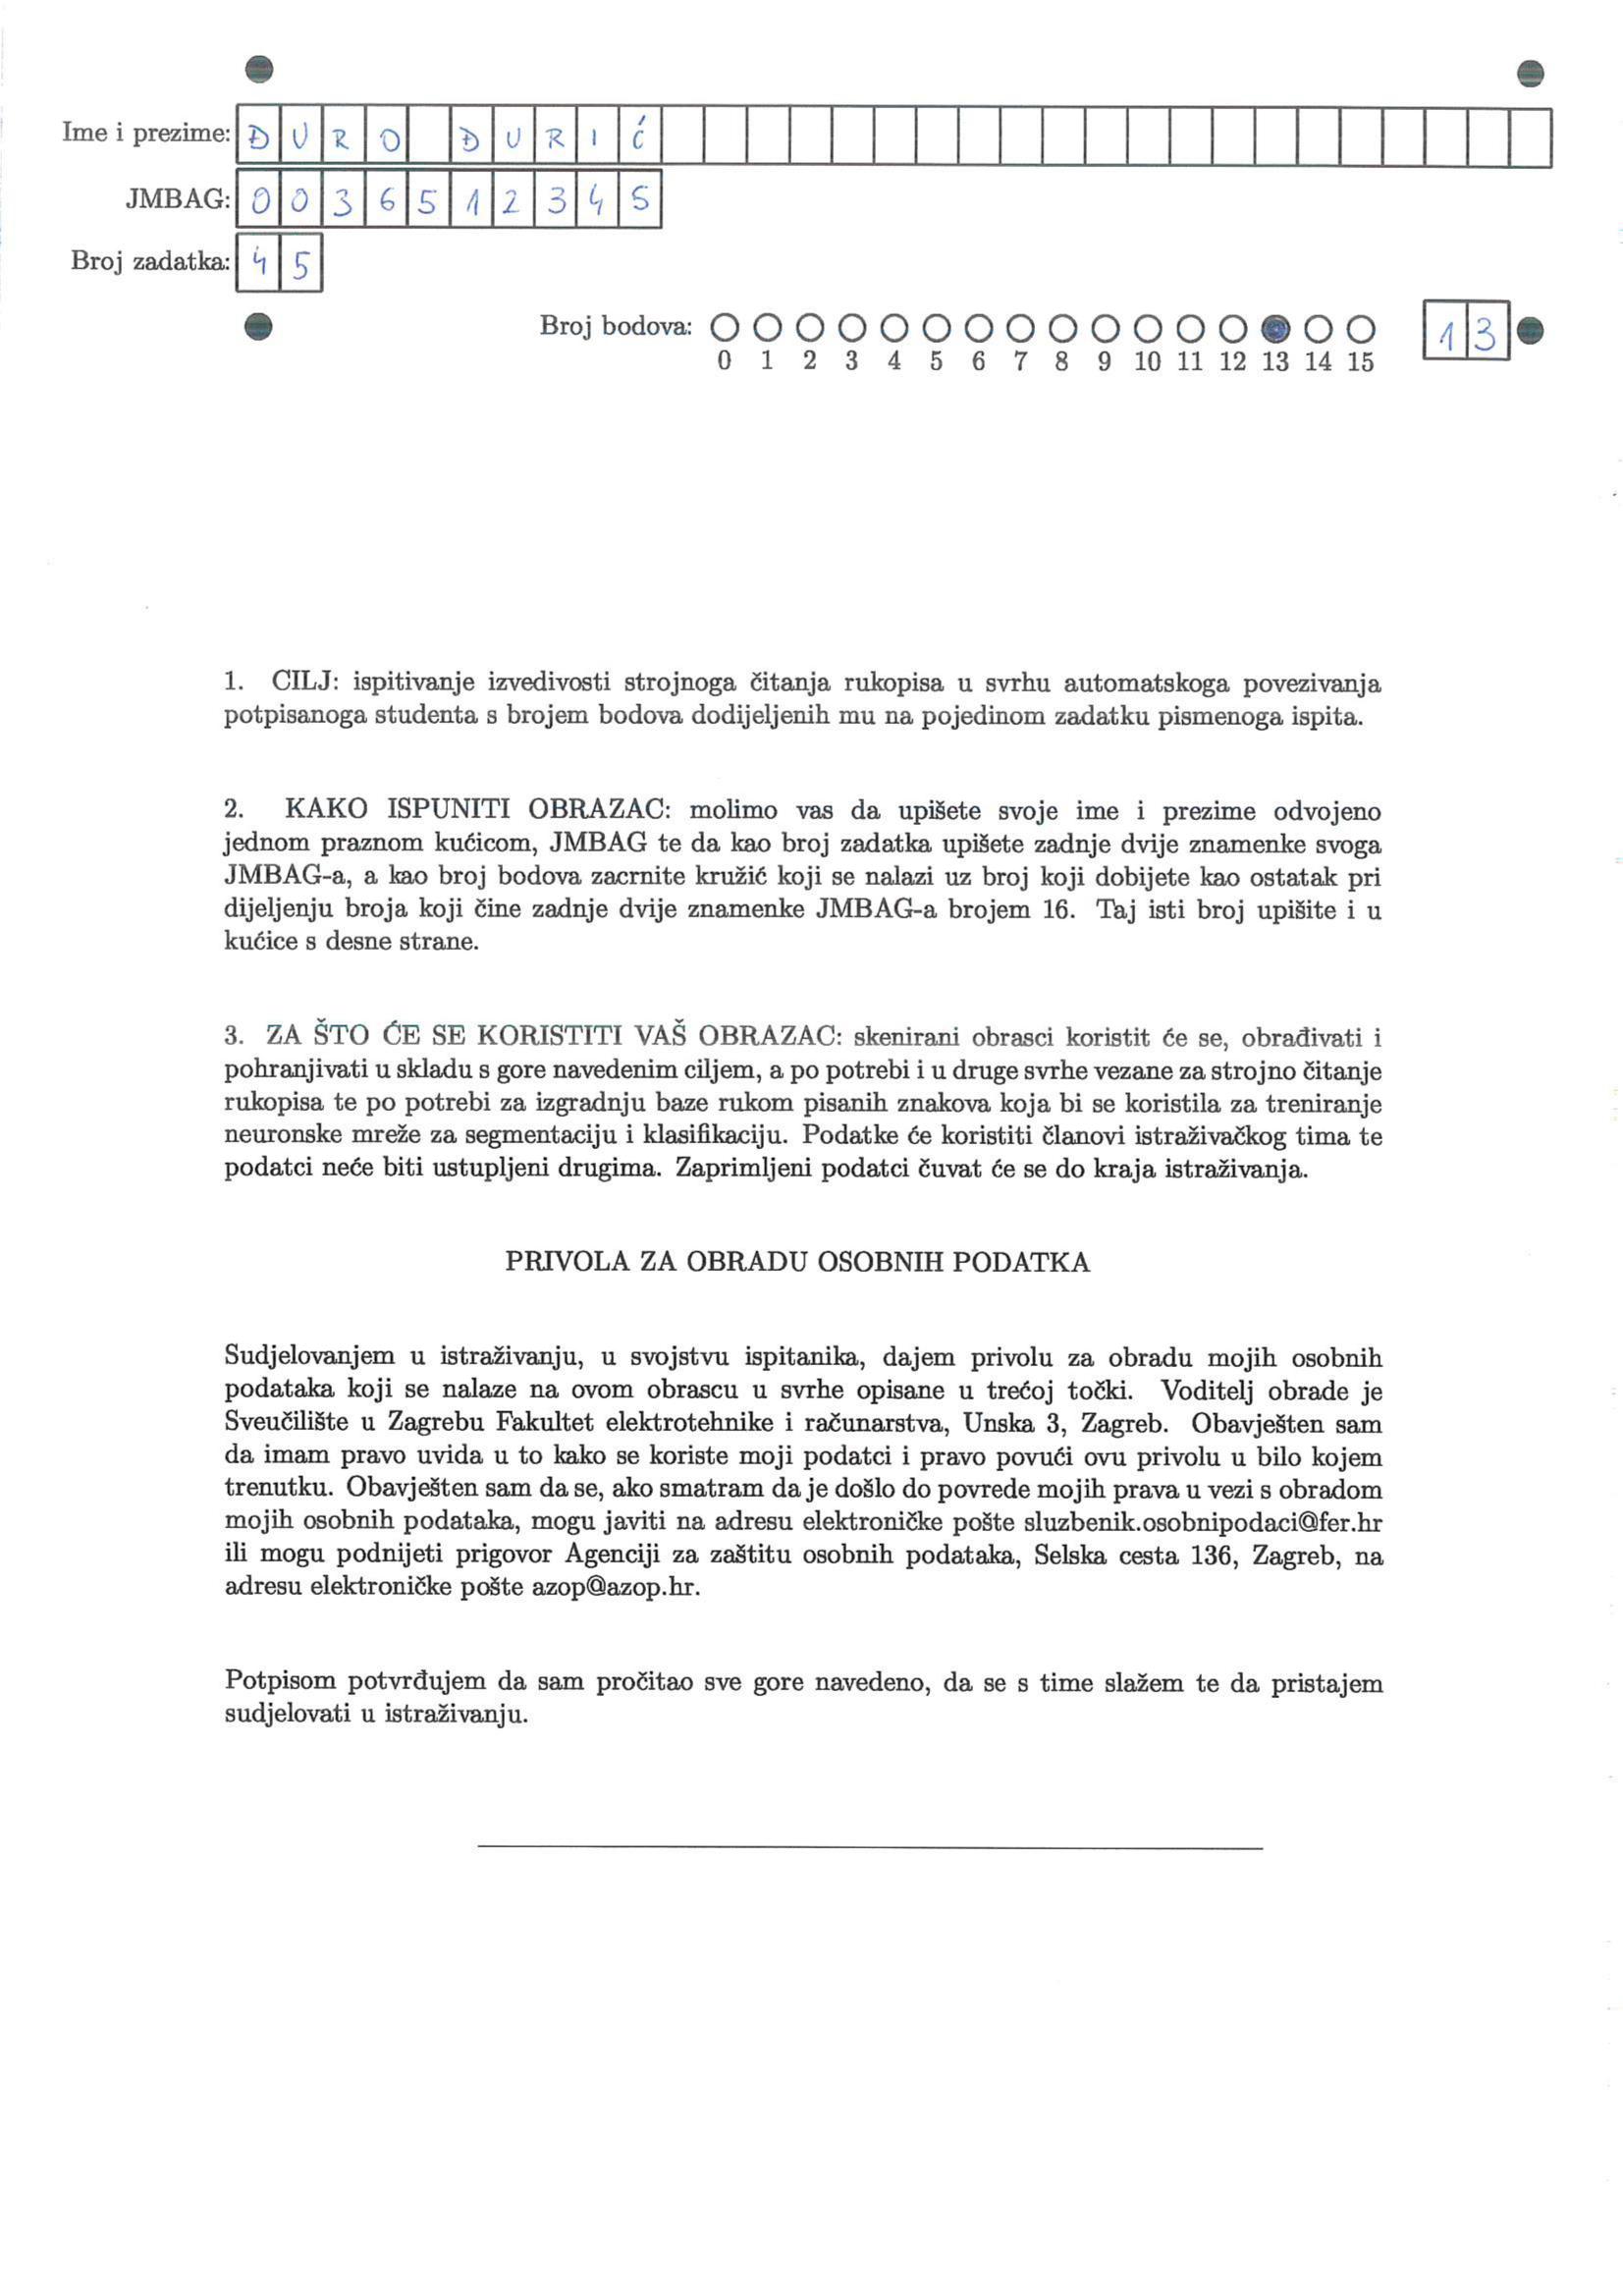 Ime i prezime: ĐURO ĐURIĆ
JMBAG: 0036512345
Broj zadatka: 45
Broj bodova: 13
0 1 2 3 4 5 6 7 8 9 10 11 12 13 14 15
1. CILJ: ispitivanje izvedivosti strojnoga čitanja rukopisa u svrhu automatskoga povezivanja
potpisanoga studenta s brojem bodova dodijeljenih mu na pojedinom zadatku pismenoga ispita.
2. KAKO ISPUNITI OBRAZAC: molimo vas da upišete svoje ime i prezime odvojeno
jednom praznom kućicom, JMBAG te da kao broj zadatka upišete zadnje dvije znamenke svoga
JMBAG-a, a kao broj bodova zacrnite kružić koji se nalazi uz broj koji dobijete kao ostatak pri
dijeljenju broja koji čine zadnje dvije znamenke JMBAG-a brojem 16. Taj isti broj upišite i u
kućice s desne strane.
3. ZA ŠTO ĆE SE KORISTITI VAŠ OBRAZAC: skenirani obrasci koristit će se, obrađivati i
pohranjivati u skladu s gore navedenim ciljem, a po potrebi i u druge svrhe vezane za strojno čitanje
rukopisa te po potrebi za izgradnju baze rukom pisanih znakova koja bi se koristila za treniranje
neuronske mreže za segmentaciju i klasifikaciju. Podatke će koristiti članovi istraživačkog tima te
podatci neće biti ustupljeni drugima. Zaprimljeni podatci čuvat će se do kraja istraživanja.
PRIVOLA ZA OBRADU OSOBNIH PODATKA
Sudjelovanjem u istraživanju, u svojstvu ispitanika, dajem privolu za obradu mojih osobnih
podataka koji se nalaze na ovom obrascu u svrhe opisane u trećoj točki. Voditelj obrade je
Sveučilište u Zagrebu Fakultet elektrotehnike i računarstva, Unska 3, Zagreb. Obavješten sam
da imam pravo uvida u to kako se koriste moji podatci i pravo povući ovu privolu u bilo kojem
trenutku. Obavješten sam da se, ako smatram da je došlo do povrede mojih prava u vezi s obradom
mojih osobnih podataka, mogu javiti na adresu elektroničke pošte sluzbenik.osobnipodaci@fer.hr
ili mogu podnijeti prigovor Agenciji za zaštitu osobnih podataka, Selska cesta 136, Zagreb, na
adresu elektroničke pošte azop@azop.hr.
Potpisom potvrđujem da sam pročitao sve gore navedeno, da se s time slažem te da pristajem
sudjelovati u istraživanju.